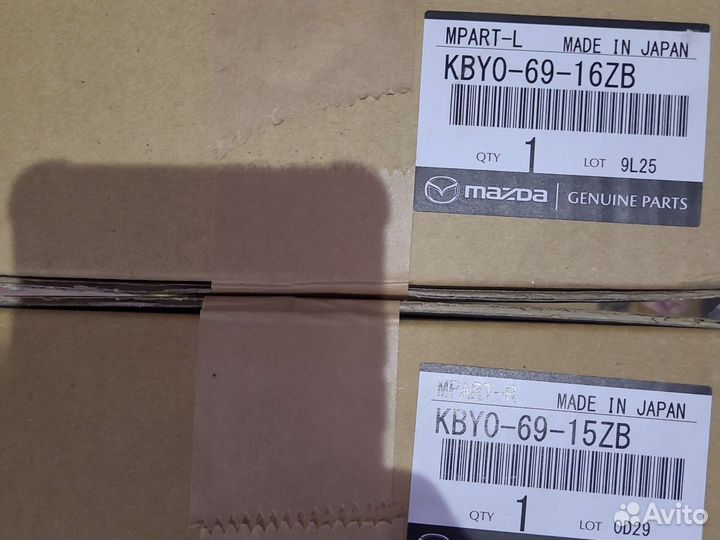 MPART-L MADE IN JAPAN
KBY0-69-16ZB
QTY 1 LOT 9L25
mazda GENUINE PARTS
MPART-R MADE IN JAPAN
KBY0-69-15ZB
QTY 1 LOT 0D29
Avito